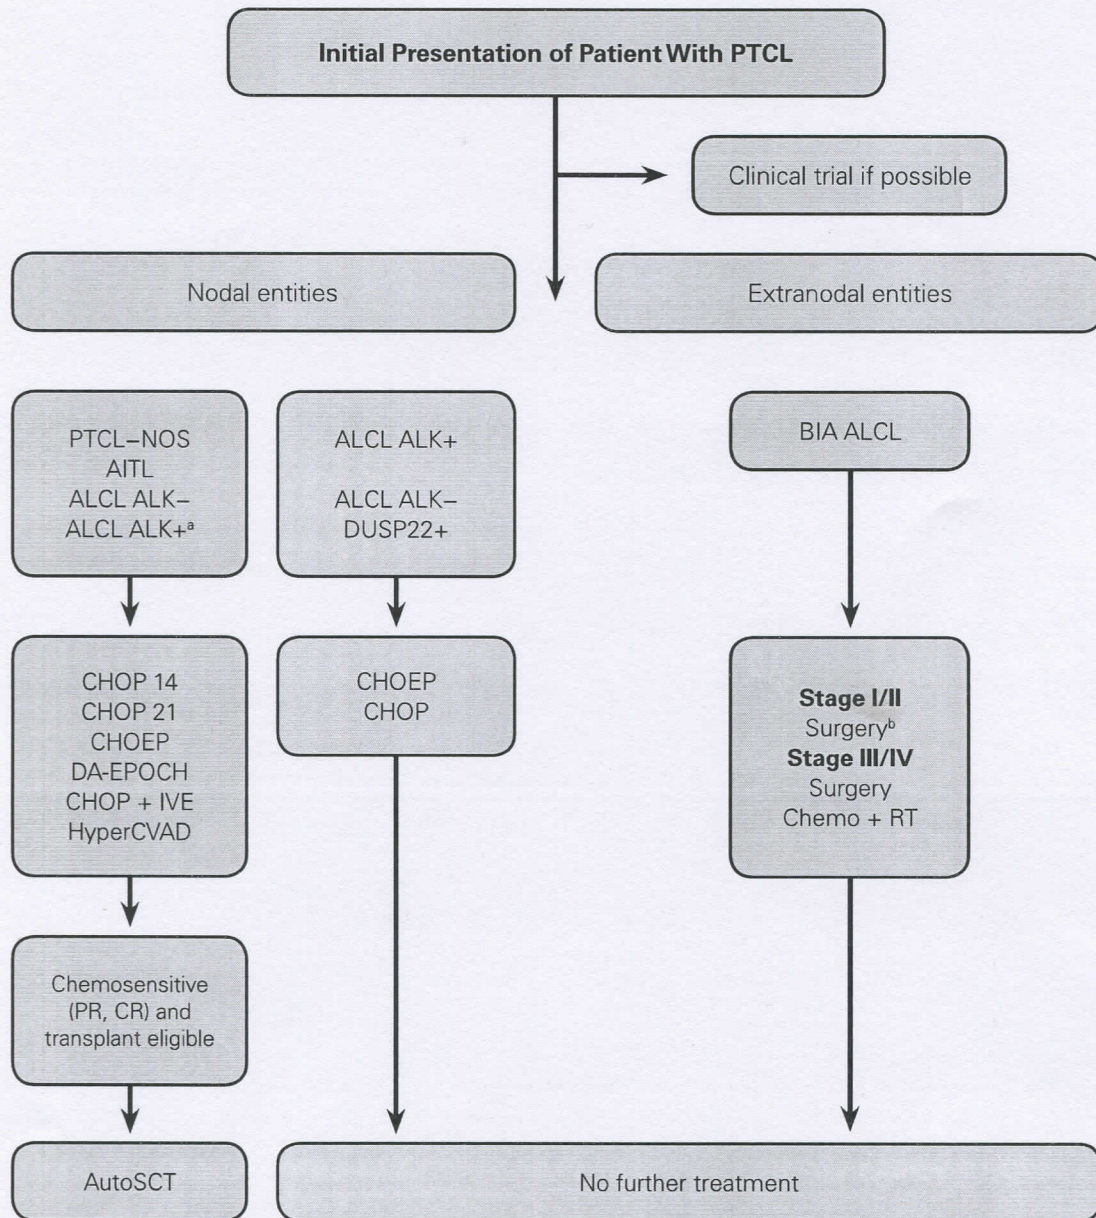 Initial Presentation of Patient With PTCL
Clinical trial if possible
Nodal entities
Extranodal entities
PTCL–NOS
AITL
ALCL ALK–
ALCL ALK+ᵃ
ALCL ALK+
ALCL ALK–
DUSP22+
BIA ALCL
CHOP 14
CHOP 21
CHOEP
DA-EPOCH
CHOP + IVE
HyperCVAD
CHOEP
CHOP
Stage I/II
Surgeryᵇ
Stage III/IV
Surgery
Chemo + RT
Chemosensitive
(PR, CR) and
transplant eligible
AutoSCT
No further treatment